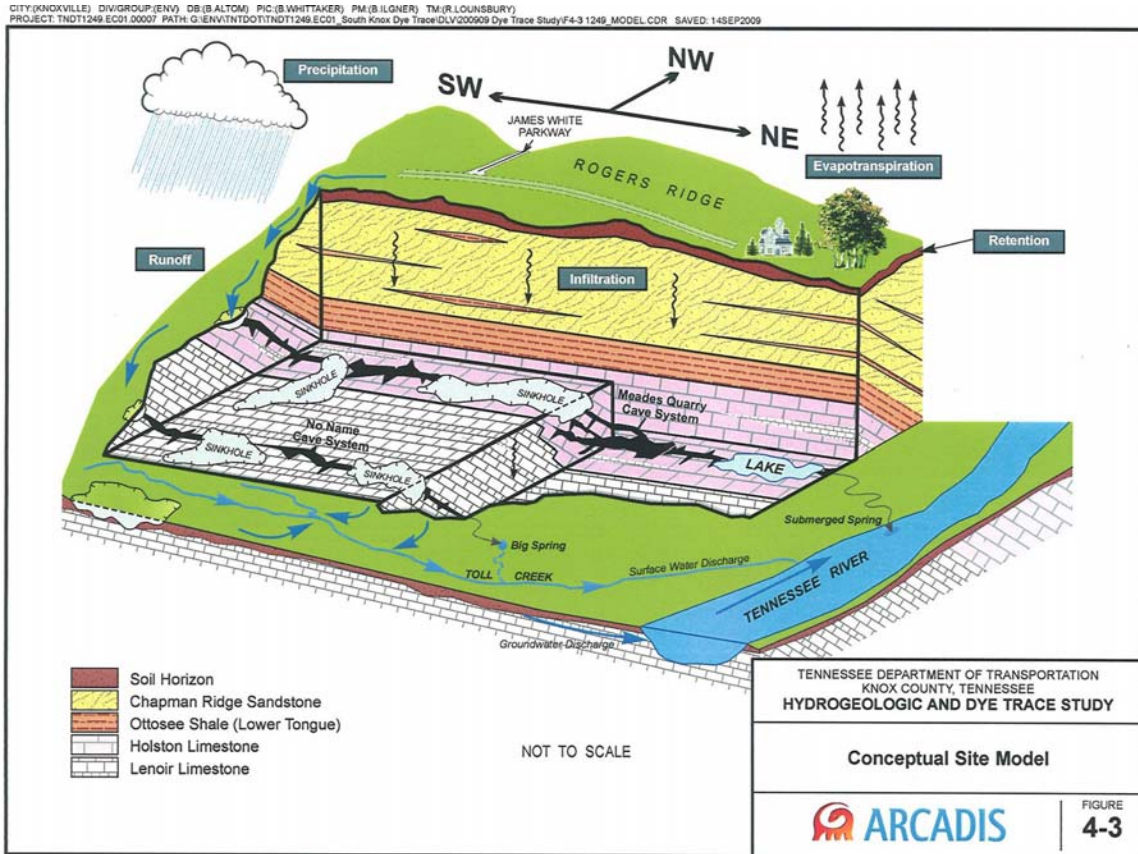 CITY:(KNOXVILLE) DIV/GROUP:(ENV) DB:(B.ALTOM) PIC:(B.WHITTAKER) PM:(B.ILGNER) TM:(R.LOUNSBURY)
PROJECT: TNDT1249.EC01.00007 PATH: G:\ENV\TNTDOT\TNDT1249.EC01_South Knox Dye Trace\DLV\200909 Dye Trace Study\F4-3 1249_MODEL.CDR SAVED: 14SEP2009
Precipitation
NW
SW
NE
JAMES WHITE
PARKWAY
ROGERS RIDGE
Evapotranspiration
Retention
Runoff
Infiltration
SINKHOLE
SINKHOLE
SINKHOLE
Meades Quarry
Cave System
No Name
Cave System
SINKHOLE
SINKHOLE
LAKE
Submerged Spring
Big Spring
TOLL CREEK
Surface Water Discharge
TENNESSEE RIVER
Groundwater Discharge
Soil Horizon
Chapman Ridge Sandstone
Ottosee Shale (Lower Tongue)
Holston Limestone
Lenoir Limestone
NOT TO SCALE
TENNESSEE DEPARTMENT OF TRANSPORTATION
KNOX COUNTY, TENNESSEE
HYDROGEOLOGIC AND DYE TRACE STUDY
Conceptual Site Model
ARCADIS
FIGURE
4-3